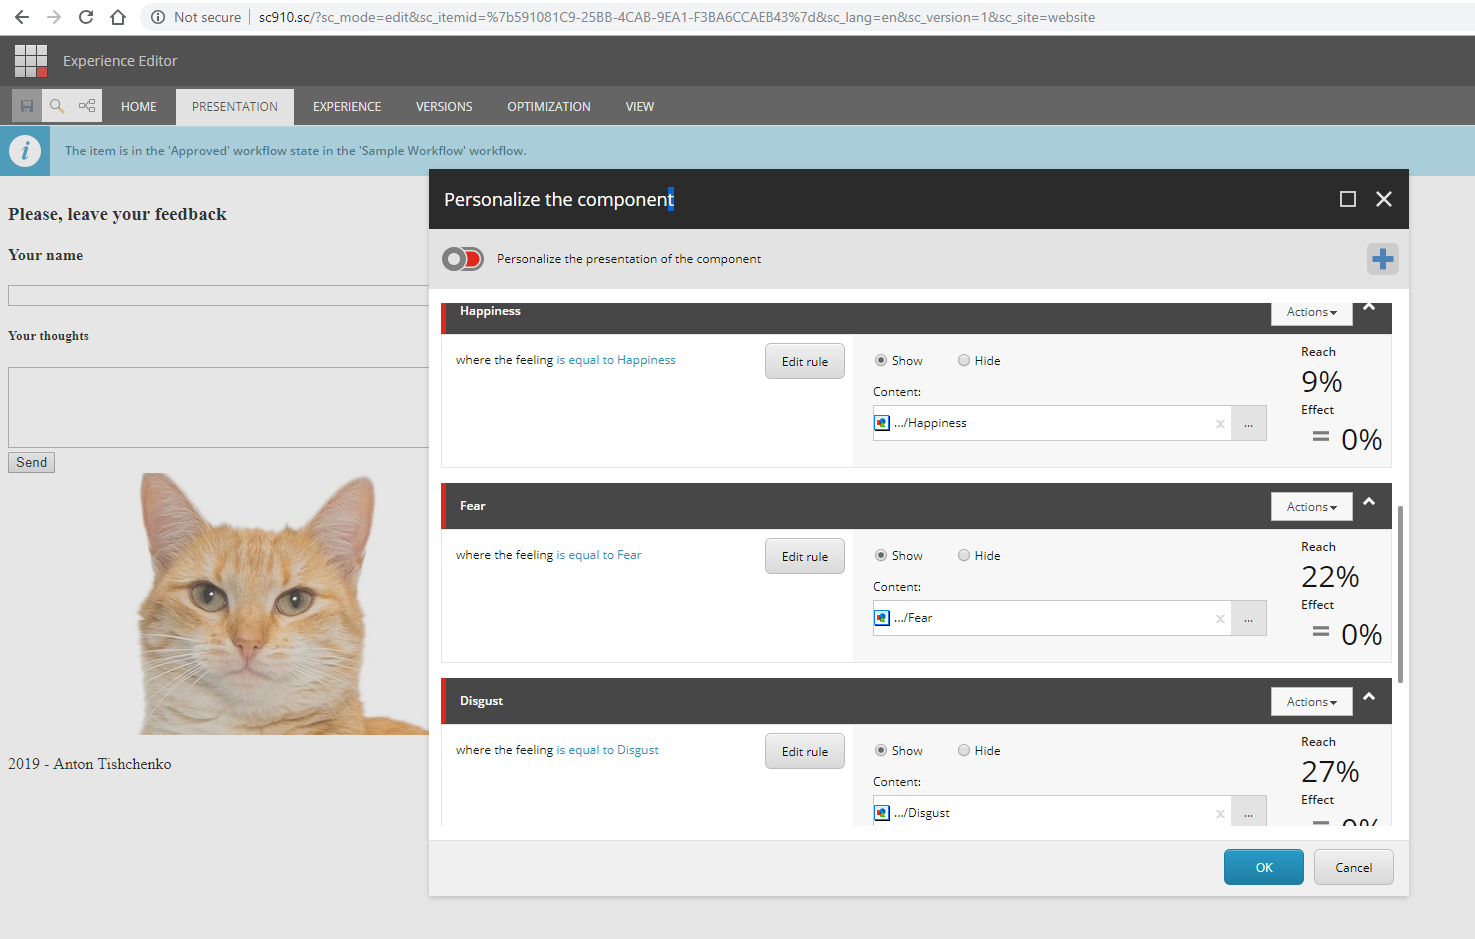 Not secure | sc910.sc/?sc_mode=edit&sc_itemid=%7b591081C9-25BB-4CAB-9EA1-F3BA6CCAEB43%7d&sc_lang=en&sc_version=1&sc_site=website
Experience Editor
HOME PRESENTATION EXPERIENCE VERSIONS OPTIMIZATION VIEW
The item is in the 'Approved' workflow state in the 'Sample Workflow' workflow.
Please, leave your feedback
Your name
Your thoughts
Send
2019 - Anton Tishchenko
Personalize the component
Personalize the presentation of the component
Happiness Actions
where the feeling is equal to Happiness Edit rule
Show Hide
Content:
.../Happiness x ...
Reach
9%
Effect
= 0%
Fear Actions
where the feeling is equal to Fear Edit rule
Show Hide
Content:
.../Fear x ...
Reach
22%
Effect
= 0%
Disgust Actions
where the feeling is equal to Disgust Edit rule
Show Hide
Content:
.../Disgust x ...
Reach
27%
Effect
= 0%
OK Cancel